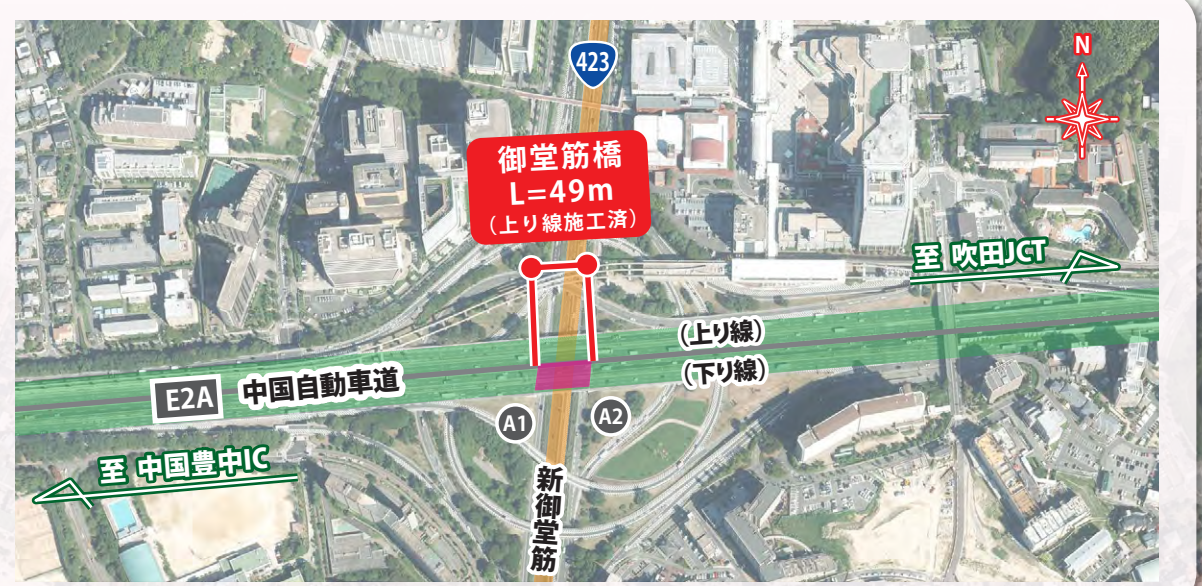 423
N
御堂筋橋
L=49m
(上り線施工済)
至 吹田JCT
(上り線)
(下り線)
E2A 中国自動車道
A1
A2
至 中国豊中IC
新御堂筋